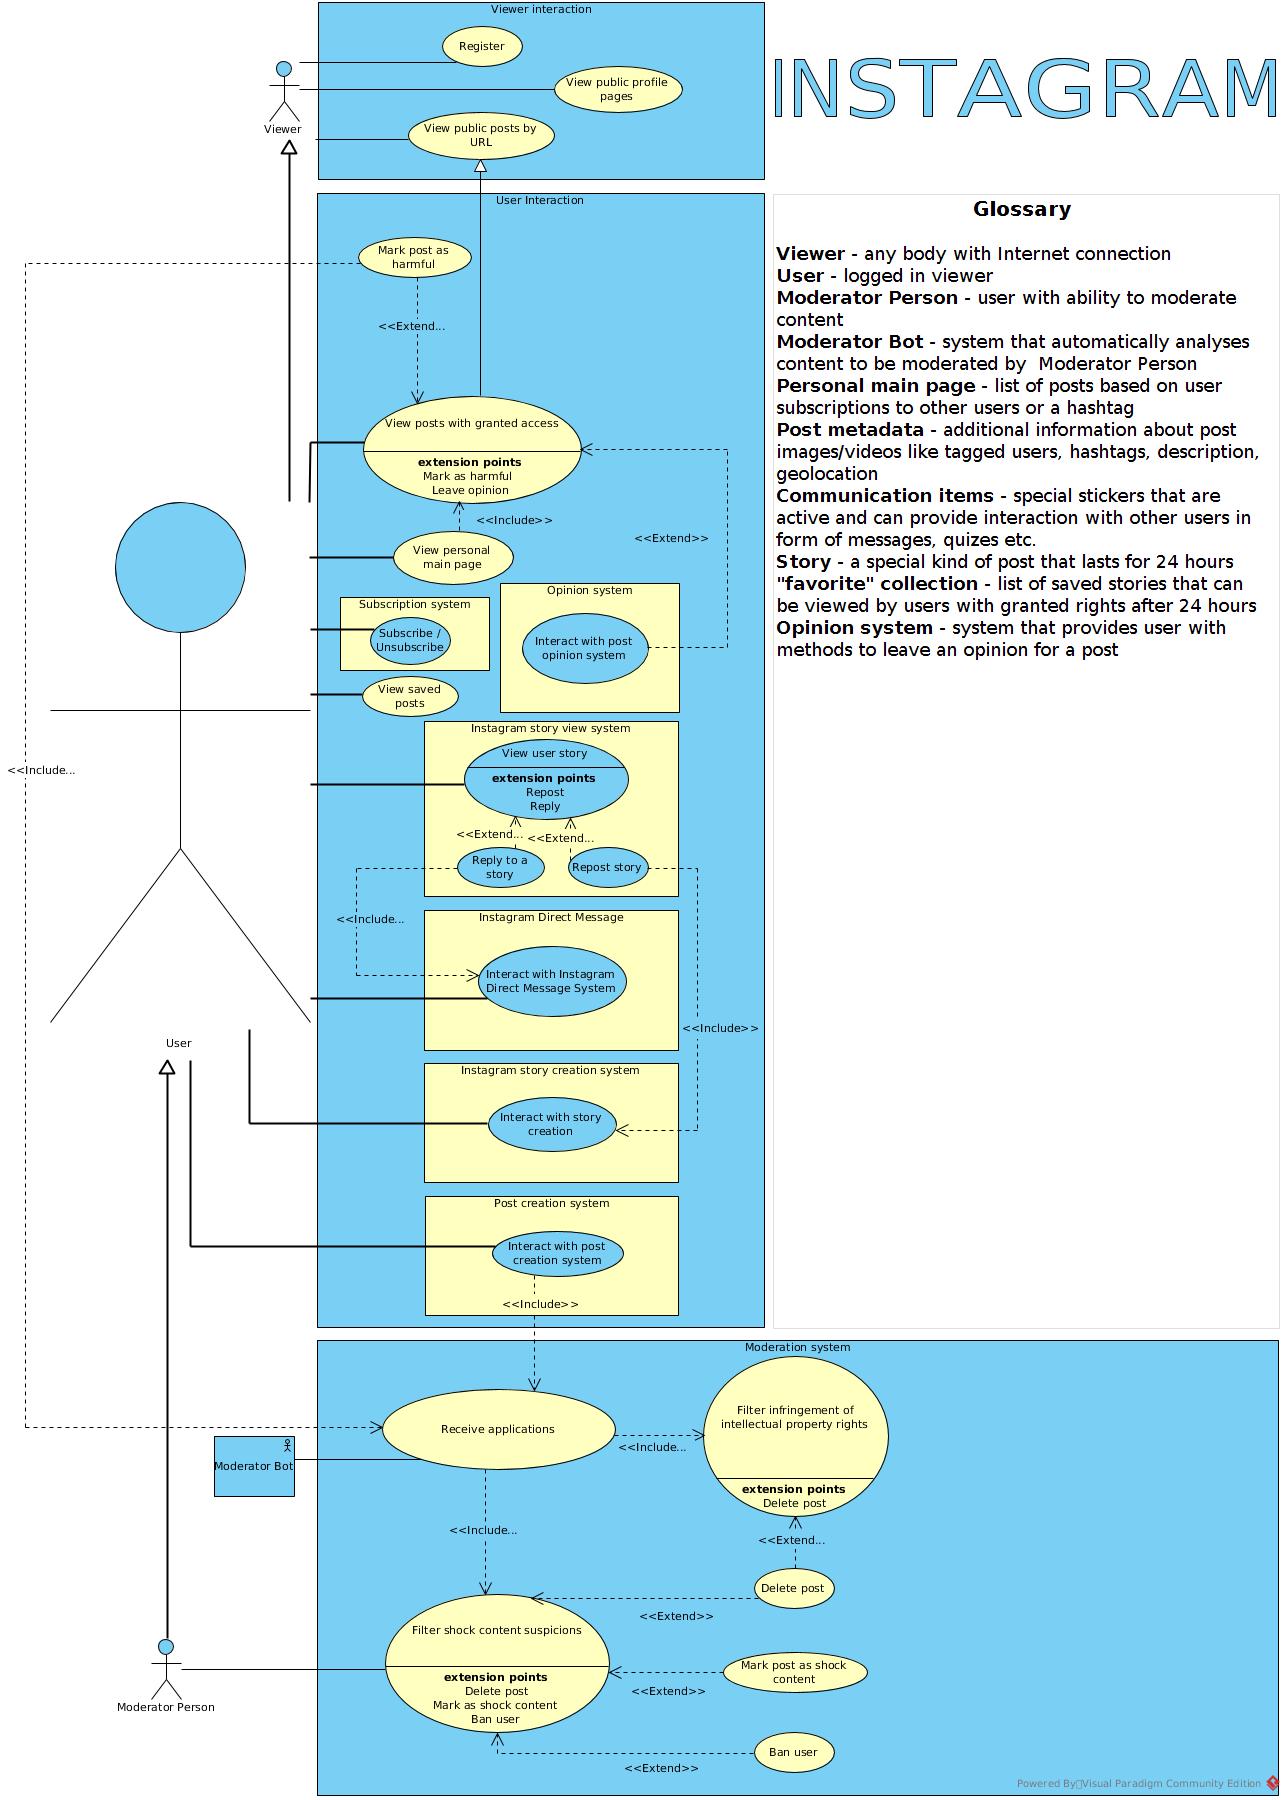 Viewer interaction
Register
INSTAGRAM
View public profile
pages
Viewer
View public posts by
URL
User Interaction
Mark post as
harmful
<<Extend...
View posts with granted access
extension points
Mark as harmful
Leave opinion
<<Include>>
<<Extend>>
View personal
main page
Subscription system
Subscribe /
Unsubscribe
Opinion system
Interact with post
opinion system
View saved
posts
Instagram story view system
View user story
extension points
Repost
Reply
<<Extend...
<<Extend...
Reply to a
story
Repost story
<<Include...
<<Include...
Instagram Direct Message
Interact with Instagram
Direct Message System
<<Include>>
User
Instagram story creation system
Interact with story
creation
Post creation system
Interact with post
creation system
<<Include>>
Glossary
Viewer - any body with Internet connection
User - logged in viewer
Moderator Person - user with ability to moderate
content
Moderator Bot - system that automatically analyses
content to be moderated by  Moderator Person
Personal main page - list of posts based on user
subscriptions to other users or a hashtag
Post metadata - additional information about post
images/videos like tagged users, hashtags, description,
geolocation
Communication items - special stickers that are
active and can provide interaction with other users in
form of messages, quizes etc.
Story - a special kind of post that lasts for 24 hours
"favorite" collection - list of saved stories that can
be viewed by users with granted rights after 24 hours
Opinion system - system that provides user with
methods to leave an opinion for a post
Moderation system
Receive applications
<<Include...
Filter infringement of
intellectual property rights
extension points
Delete post
Moderator Bot
<<Include...
<<Extend...
Delete post
<<Extend>>
Filter shock content suspicions
extension points
Delete post
Mark as shock content
Ban user
Mark post as shock
content
<<Extend>>
Moderator Person
Ban user
<<Extend>>
Powered By▯Visual Paradigm Community Edition